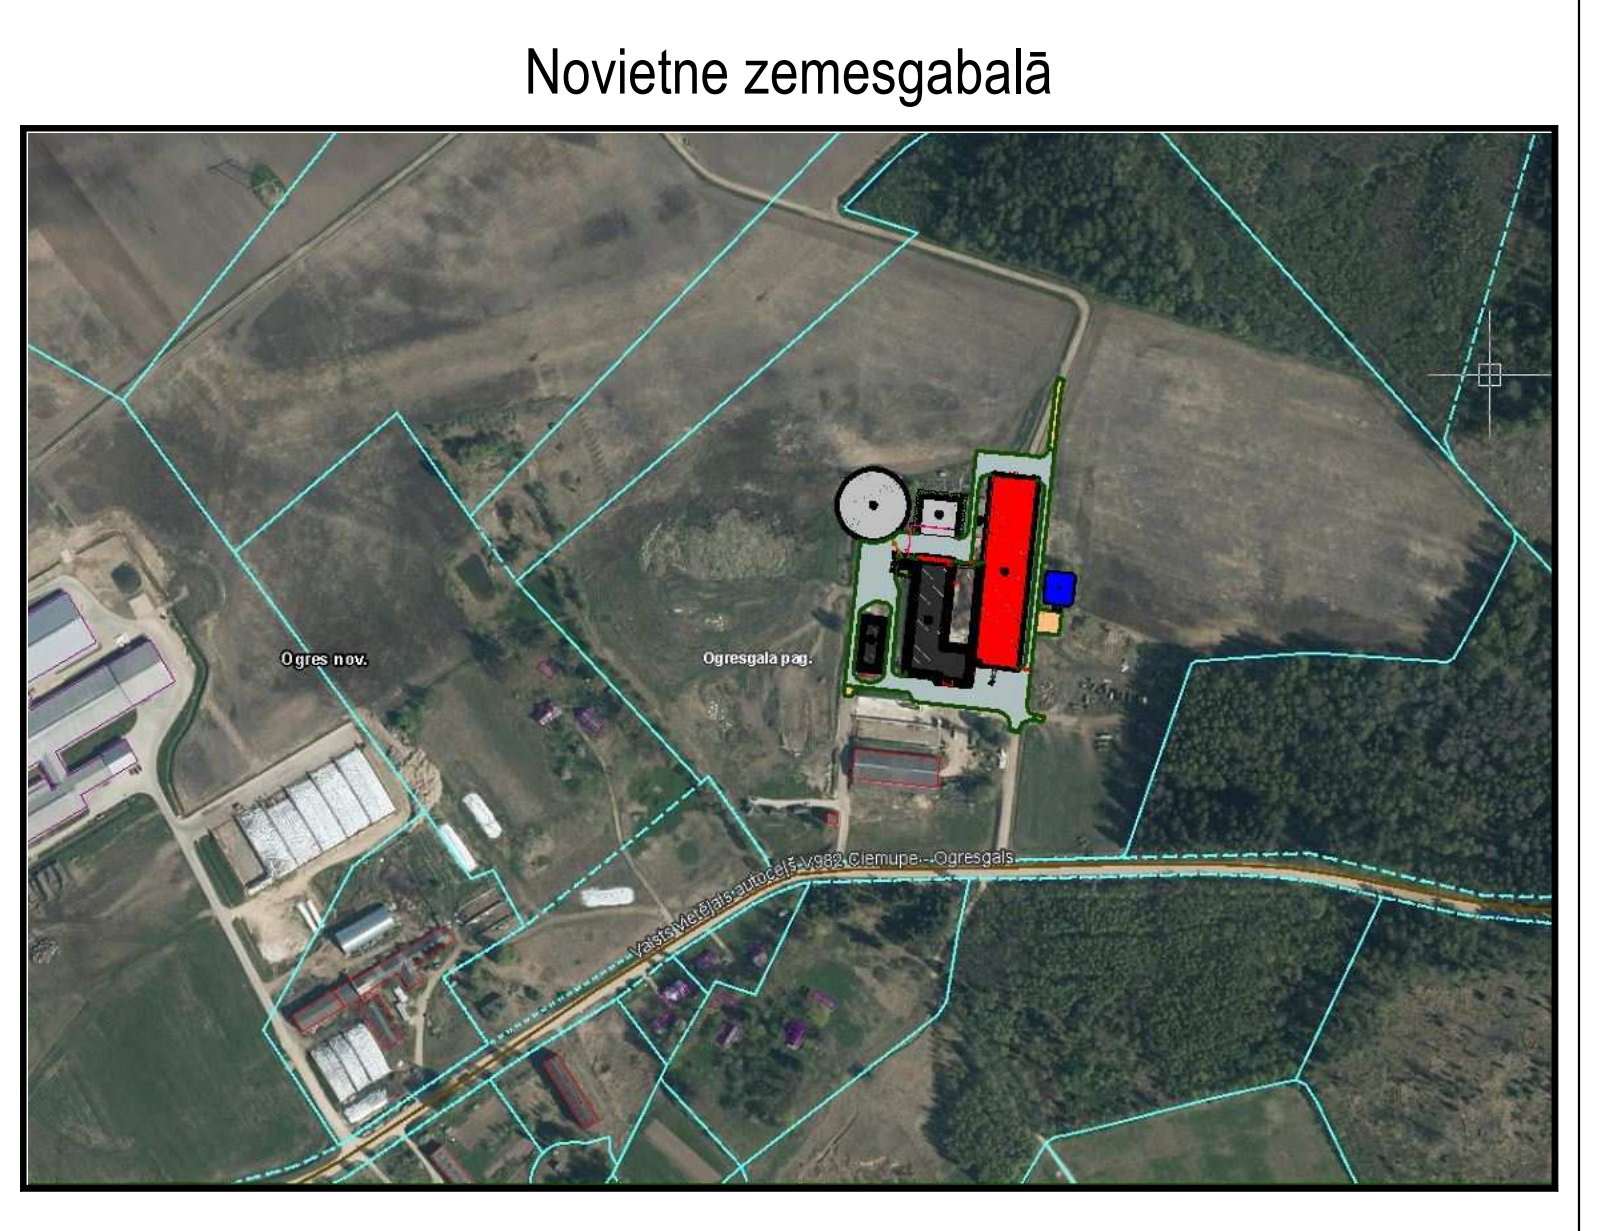 Novietne zemesgabalā
Ogres nov.
Ogresgala pag.
Valsts vietējais autoceļš V982 Ciemupe - Ogresgals